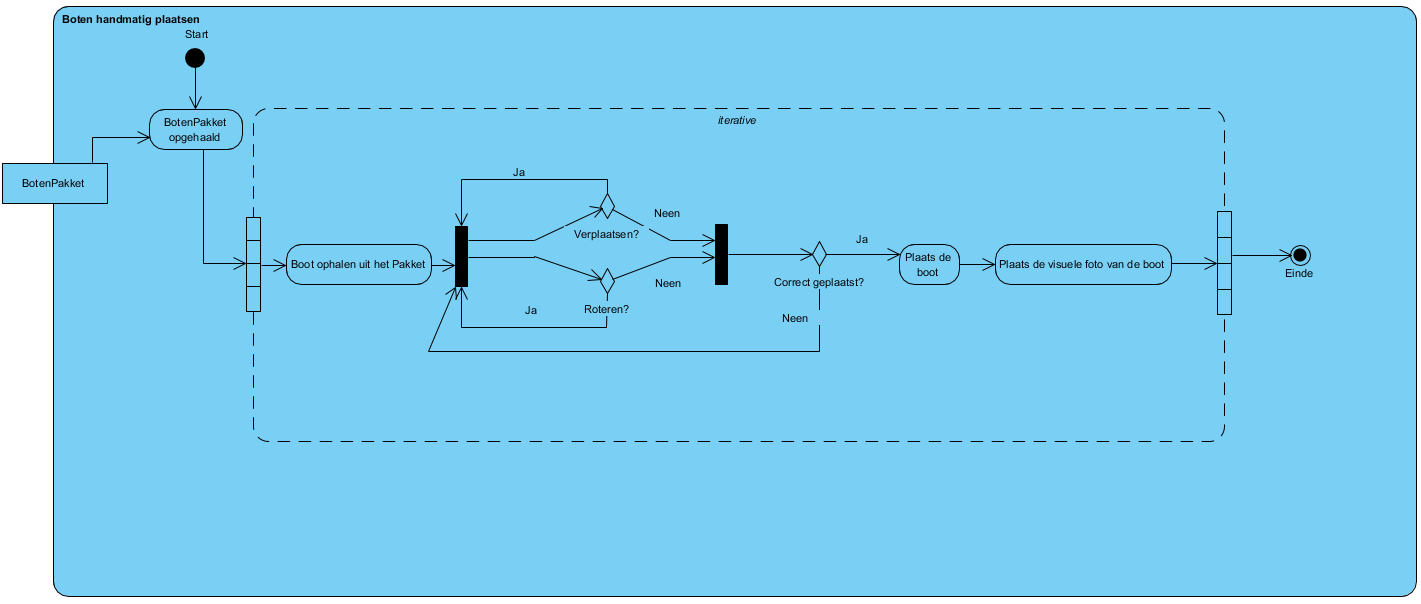 Boten handmatig plaatsen
Start
BotenPakket
opgehaald
BotenPakket
iterative
Boot ophalen uit het Pakket
Ja
Verplaatsen?
Neen
Roteren?
Neen
Ja
Correct geplaatst?
Ja
Neen
Plaats de
boot
Plaats de visuele foto van de boot
Einde